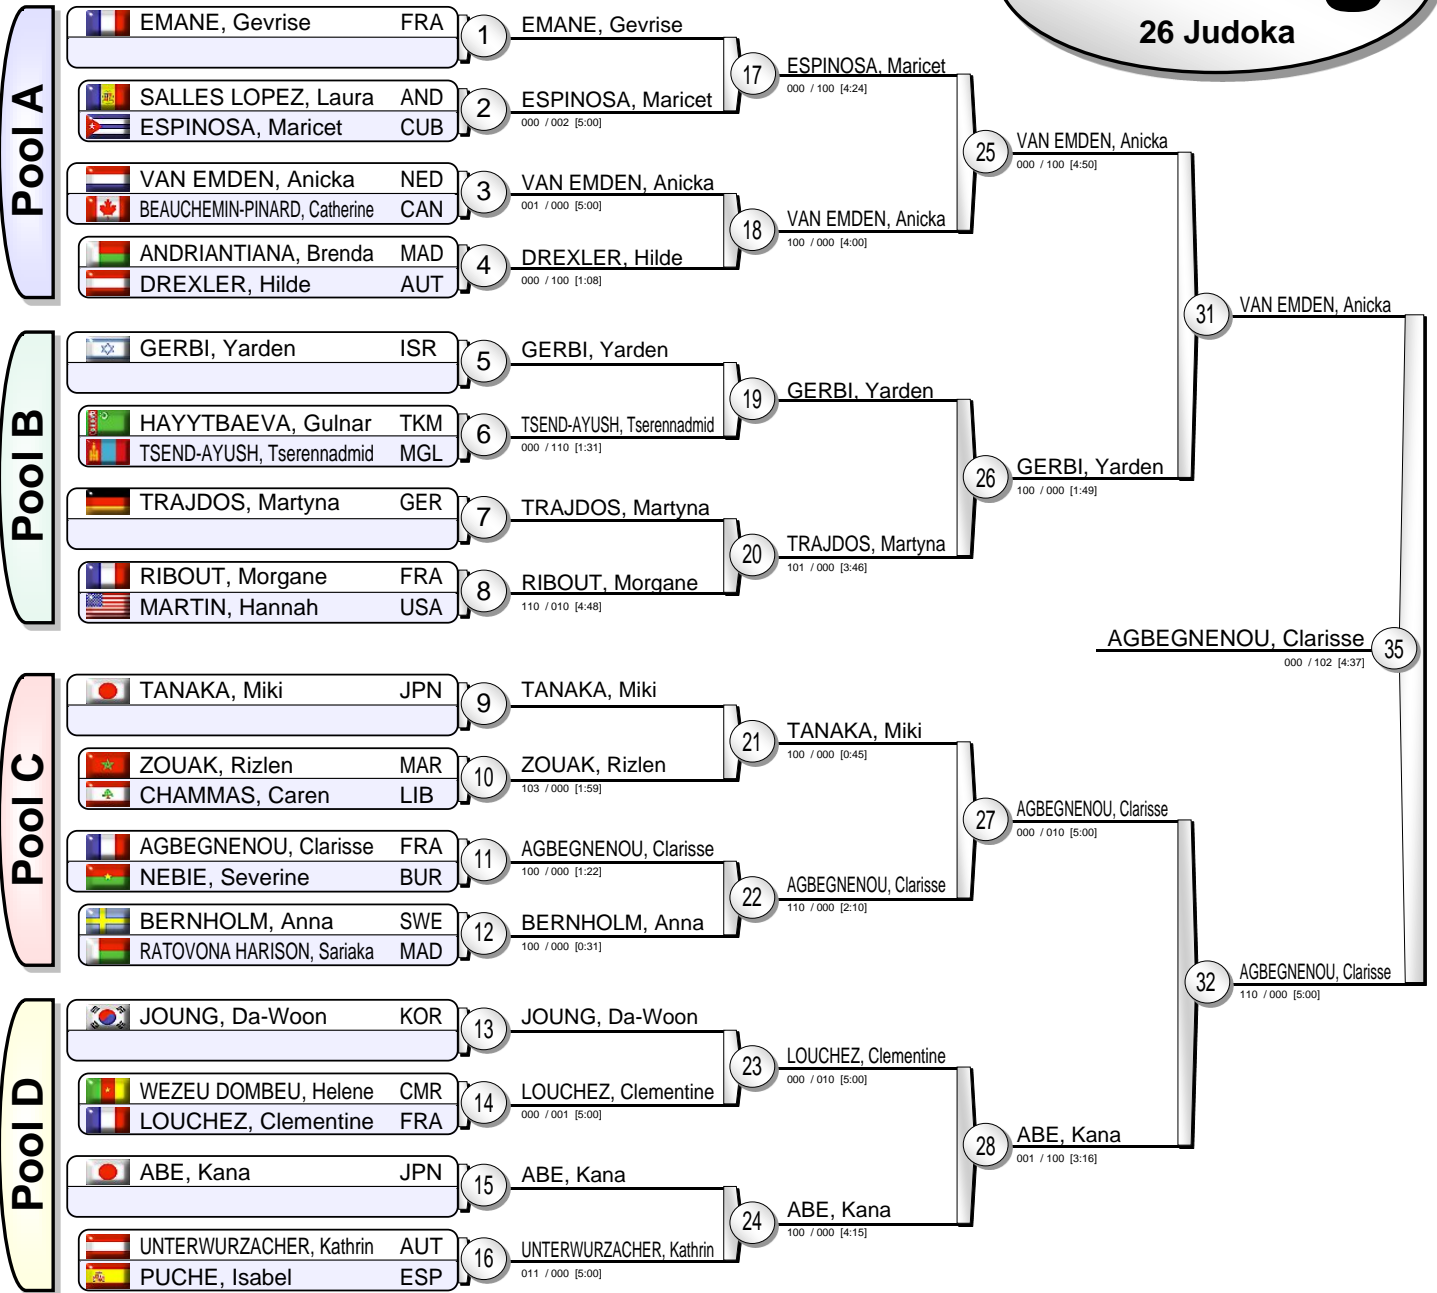 26 Judoka
Pool A
EMANE, Gevrise FRA
1
SALLES LOPEZ, Laura AND
ESPINOSA, Maricet CUB
2
VAN EMDEN, Anicka NED
BEAUCHEMIN-PINARD, Catherine CAN
3
ANDRIANTIANA, Brenda MAD
DREXLER, Hilde AUT
4
Pool B
GERBI, Yarden ISR
5
HAYYTBAEVA, Gulnar TKM
TSEND-AYUSH, Tserennadmid MGL
6
TRAJDOS, Martyna GER
7
RIBOUT, Morgane FRA
MARTIN, Hannah USA
8
Pool C
TANAKA, Miki JPN
9
ZOUAK, Rizlen MAR
CHAMMAS, Caren LIB
10
AGBEGNENOU, Clarisse FRA
NEBIE, Severine BUR
11
BERNHOLM, Anna SWE
RATOVONA HARISON, Sariaka MAD
12
Pool D
JOUNG, Da-Woon KOR
13
WEZEU DOMBEU, Helene CMR
LOUCHEZ, Clementine FRA
14
ABE, Kana JPN
15
UNTERWURZACHER, Kathrin AUT
PUCHE, Isabel ESP
16
EMANE, Gevrise
ESPINOSA, Maricet
000 / 002 [5:00]
17
VAN EMDEN, Anicka
001 / 000 [5:00]
DREXLER, Hilde
000 / 100 [1:08]
18
GERBI, Yarden
TSEND-AYUSH, Tserennadmid
000 / 110 [1:31]
19
TRAJDOS, Martyna
RIBOUT, Morgane
110 / 010 [4:48]
20
TANAKA, Miki
ZOUAK, Rizlen
103 / 000 [1:59]
21
AGBEGNENOU, Clarisse
100 / 000 [1:22]
BERNHOLM, Anna
100 / 000 [0:31]
22
JOUNG, Da-Woon
LOUCHEZ, Clementine
000 / 001 [5:00]
23
ABE, Kana
UNTERWURZACHER, Kathrin
011 / 000 [5:00]
24
ESPINOSA, Maricet
000 / 100 [4:24]
VAN EMDEN, Anicka
100 / 000 [4:00]
25
GERBI, Yarden
TRAJDOS, Martyna
101 / 000 [3:46]
26
TANAKA, Miki
100 / 000 [0:45]
AGBEGNENOU, Clarisse
110 / 000 [2:10]
27
LOUCHEZ, Clementine
000 / 010 [5:00]
ABE, Kana
100 / 000 [4:15]
28
VAN EMDEN, Anicka
000 / 100 [4:50]
GERBI, Yarden
100 / 000 [1:49]
31
AGBEGNENOU, Clarisse
000 / 010 [5:00]
ABE, Kana
001 / 100 [3:16]
32
VAN EMDEN, Anicka
AGBEGNENOU, Clarisse
110 / 000 [5:00]
AGBEGNENOU, Clarisse
000 / 102 [4:37]
35